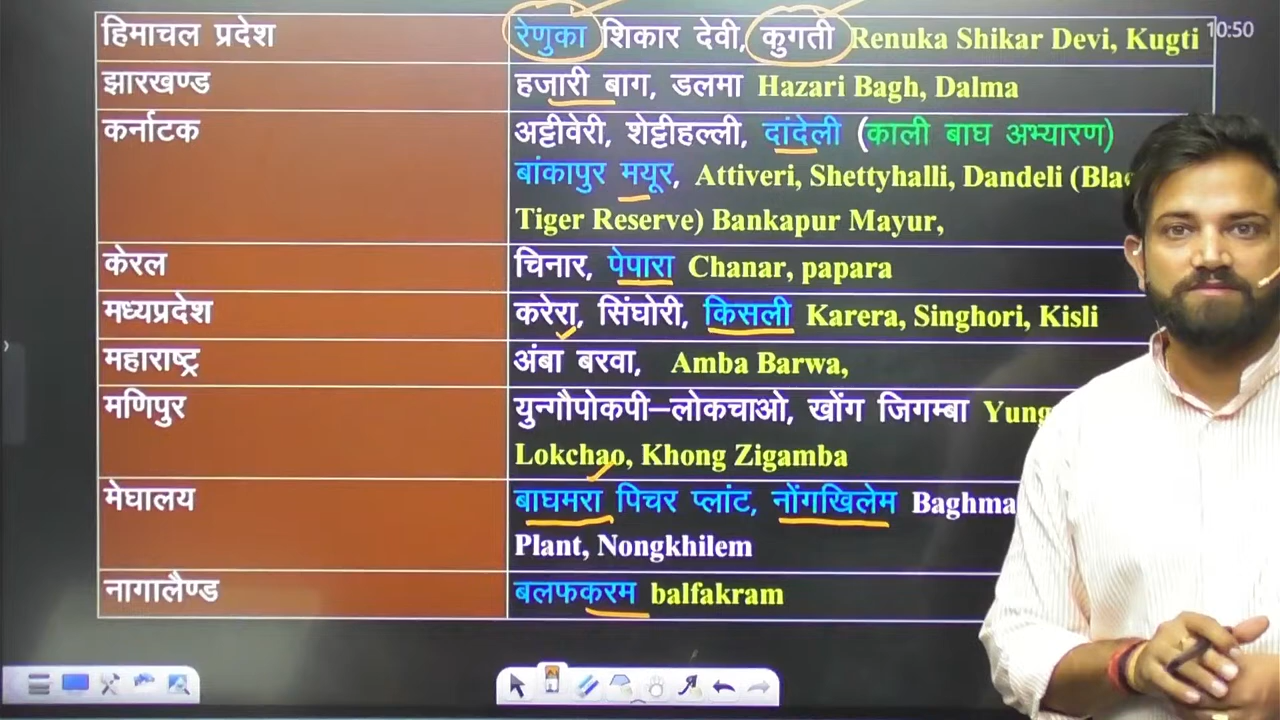 10:50
हिमाचल प्रदेश रेणुका शिकार देवी, कुगती Renuka Shikar Devi, Kugti
झारखण्ड हजारी बाग, डलमा Hazari Bagh, Dalma
कर्नाटक अट्टीवेरी, शेट्टीहल्ली, दांदेली (काली बाघ अभ्यारण)
बांकापुर मयूर, Attiveri, Shettyhalli, Dandeli
Tiger Reserve) Bankapur Mayur,
केरल चिनार, पेपारा Chanar, papara
मध्यप्रदेश करेरा, सिंघोरी, किसली Karera, Singhori, Kisli
महाराष्ट्र अंबा बरवा, Amba Barwa,
मणिपुर युन्गौपोकपी–लोकचाओ, खोंग जिगम्बा
Lokchao, Khong Zigamba
मेघालय बाघमरा पिचर प्लांट, नोंगखिलेम
Plant, Nongkhilem
नागालैण्ड बलफकरम balfakram